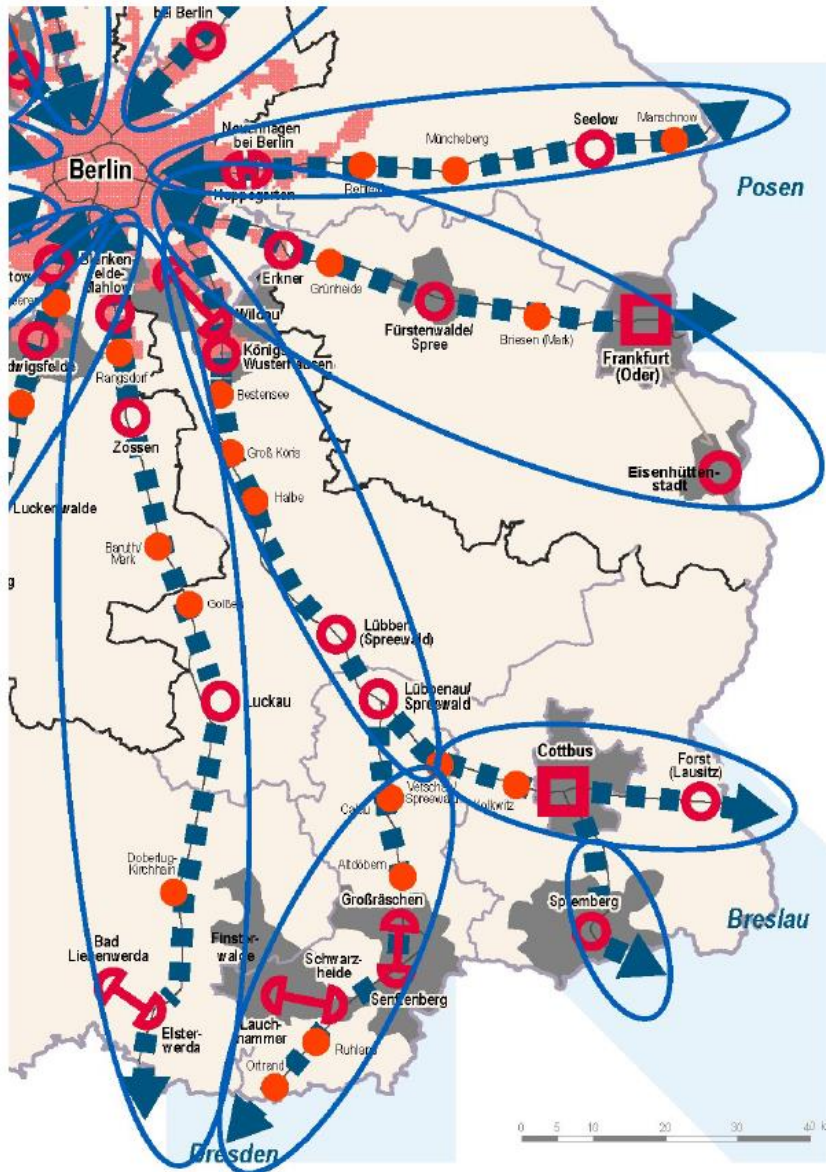 bei Berlin
Neuenhagen
bei Berlin
Hoppegarten
Müncheberg
Seelow
Manschnow
Berlin
Posen
Blanken-
felde-
Mahlow
Wildau
Erkner
Grünheide
Fürstenwalde/
Spree
Briesen (Mark)
Frankfurt
(Oder)
Königs
Wusterhausen
Rangsdorf
Bestensee
Zossen
Groß Köris
Halbe
Eisenhütten-
stadt
Luckenwalde
Baruth/
Mark
Golßen
Lübben
(Spreewald)
Luckau
Lübbenau/
Spreewald
Cottbus
Forst
(Lausitz)
Vetschau/
Spreewald
Kolkwitz
Calau
Doberlug-
Kirchhain
Altdöbern
Großräschen
Spremberg
Breslau
Bad
Liebenwerda
Finster-
walde
Schwarz-
heide
Senftenberg
Elster-
werda
Lauch-
hammer
Ruhland
Ortrand
Dresden
0 5 10 20 30 40 k